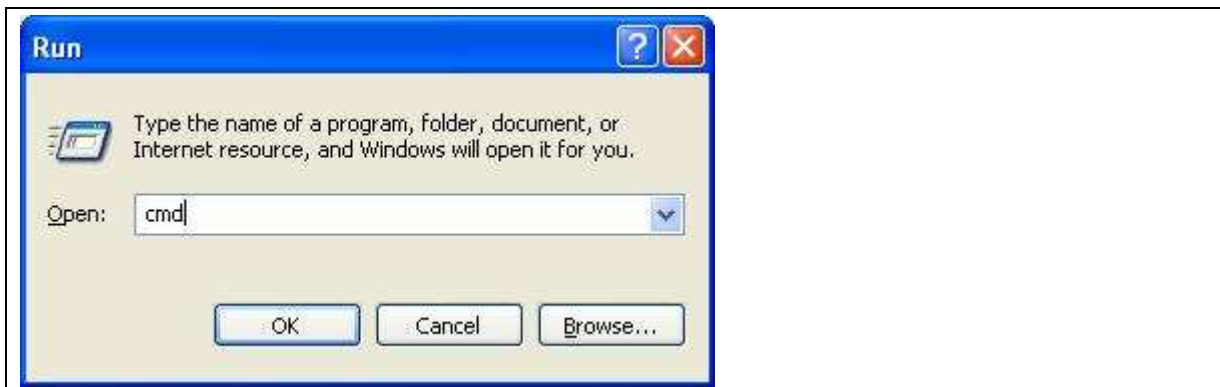 Run
Type the name of a program, folder, document, or
Internet resource, and Windows will open it for you.
Open: cmd
OK Cancel Browse...